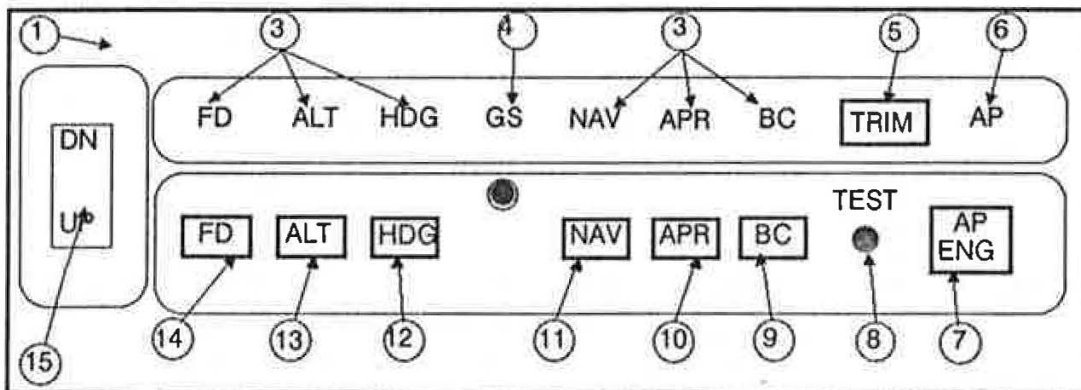 1 3 4 3 5 6
FD ALT HDG GS NAV APR BC TRIM AP
DN
UP
TEST
FD ALT HDG NAV APR BC AP
ENG
14 13 12 11 10 9 8 7
15